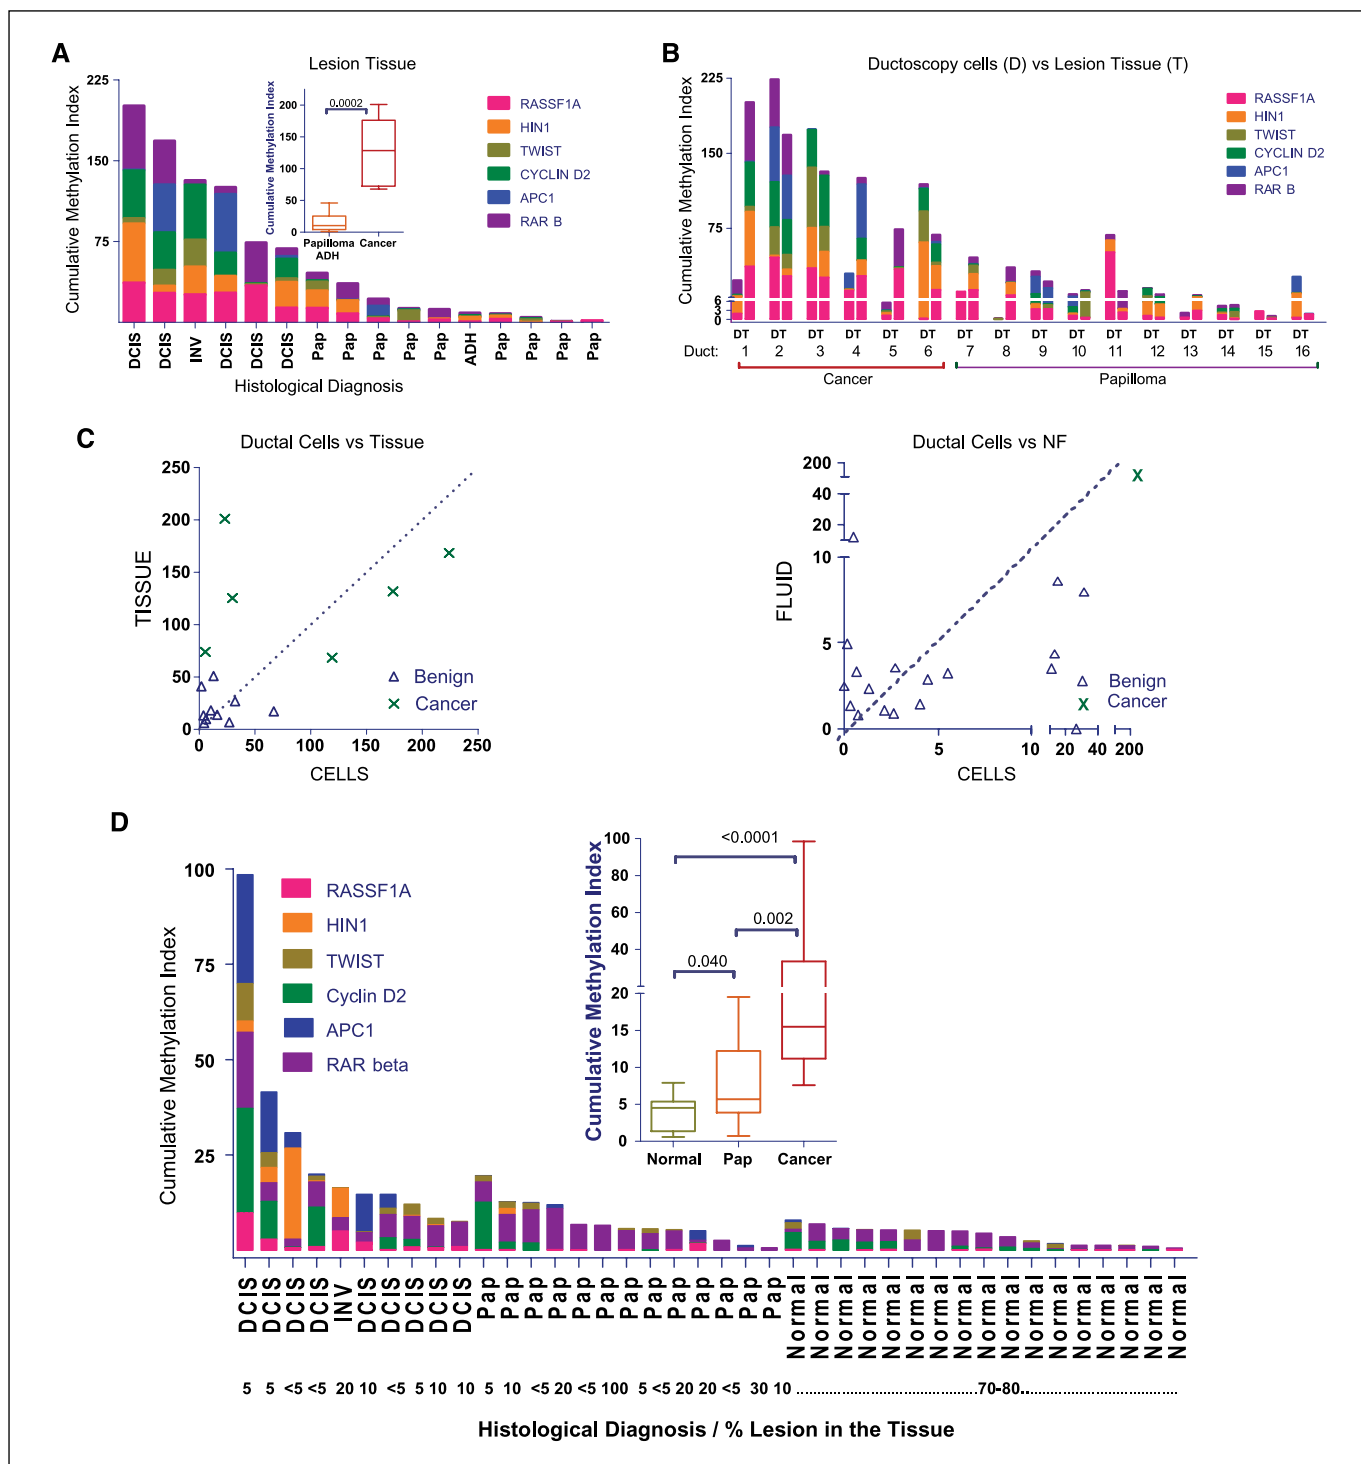 A
Lesion Tissue
Cumulative Methylation Index
225
150
75
RASSF1A
HIN1
TWIST
CYCLIN D2
APC1
RAR B
Cumulative Methylation Index
200
150
100
50
0
0.0002
Papilloma Cancer
ADH
DCIS DCIS INV DCIS DCIS DCIS Pap Pap Pap Pap Pap ADH Pap Pap Pap Pap
Histological Diagnosis
B
Ductoscopy cells (D) vs Lesion Tissue (T)
Cumulative Methylation Index
225
150
75
6
3
0
0
RASSF1A
HIN1
TWIST
CYCLIN D2
APC1
RAR B
DT DT DT DT DT DT DT DT DT DT DT DT DT DT DT DT
Duct: 1 2 3 4 5 6 7 8 9 10 11 12 13 14 15 16
Cancer Papilloma
C
Ductal Cells vs Tissue
TISSUE
250
200
150
100
50
0
0 50 100 150 200 250
CELLS
Benign
Cancer
Ductal Cells vs NF
FLUID
200
40
20
10
5
0
0 5 10 20 40 200
CELLS
Benign
Cancer
D
Cumulative Methylation Index
100
75
50
25
RASSF1A
HIN1
TWIST
Cyclin D2
APC1
RAR beta
Cumulative Methylation Index
100
80
60
40
20
15
10
5
0
<0.0001
0.002
0.040
Normal Pap Cancer
DCIS DCIS DCIS DCIS INV DCIS DCIS DCIS DCIS DCIS Pap Pap Pap Pap Pap Pap Pap Pap Pap Pap Pap Pap Pap Normal Normal Normal Normal Normal Normal Normal Normal Normal Normal Normal Normal Normal Normal Normal Normal Normal
5 5 <5 <5 20 10 <5 5 10 10 5 10 <5 20 <5 100 5 <5 20 20 <5 30 10 ........................70-80........................
Histological Diagnosis / % Lesion in the Tissue